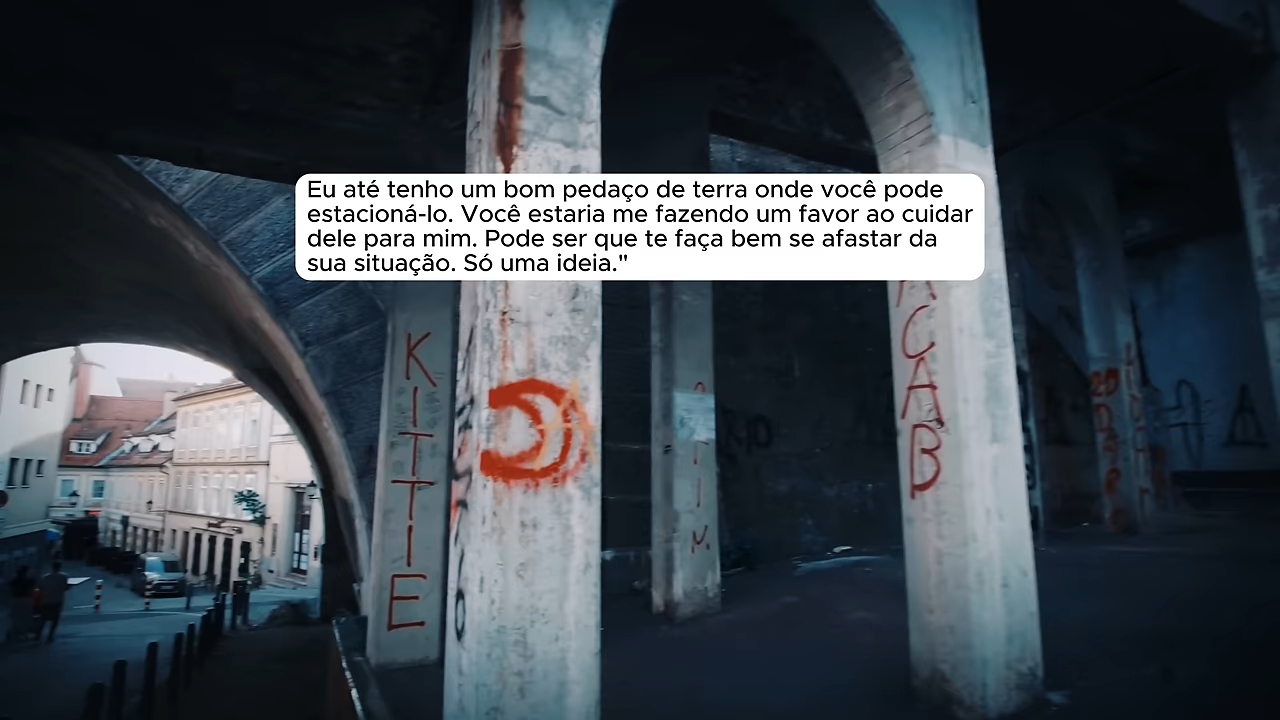 Eu até tenho um bom pedaço de terra onde você pode
estacioná-lo. Você estaria me fazendo um favor ao cuidar
dele para mim. Pode ser que te faça bem se afastar da
sua situação. Só uma ideia."
KITTIE
ACAB